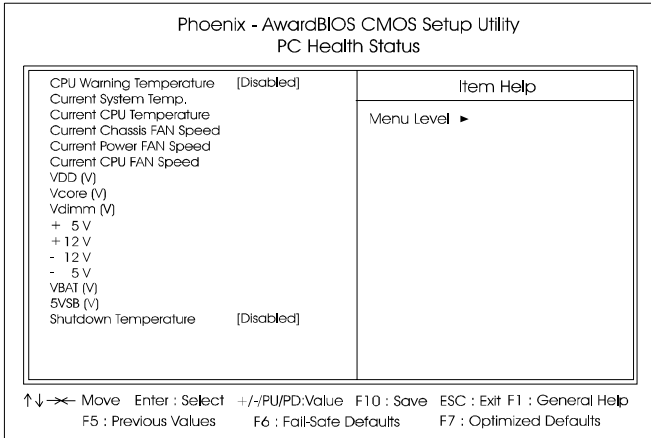 Phoenix - AwardBIOS CMOS Setup Utility
PC Health Status
CPU Warning Temperature [Disabled]
Current System Temp.
Current CPU Temperature
Current Chassis FAN Speed
Current Power FAN Speed
Current CPU FAN Speed
VDD (V)
Vcore (V)
Vdimm (V)
+ 5 V
+ 12 V
- 12 V
- 5 V
VBAT (V)
5VSB (V)
Shutdown Temperature [Disabled]
Item Help
Menu Level ►
↑↓→← Move Enter : Select +/-/PU/PD:Value F10 : Save ESC : Exit F1 : General Help
F5 : Previous Values F6 : Fail-Safe Defaults F7 : Optimized Defaults